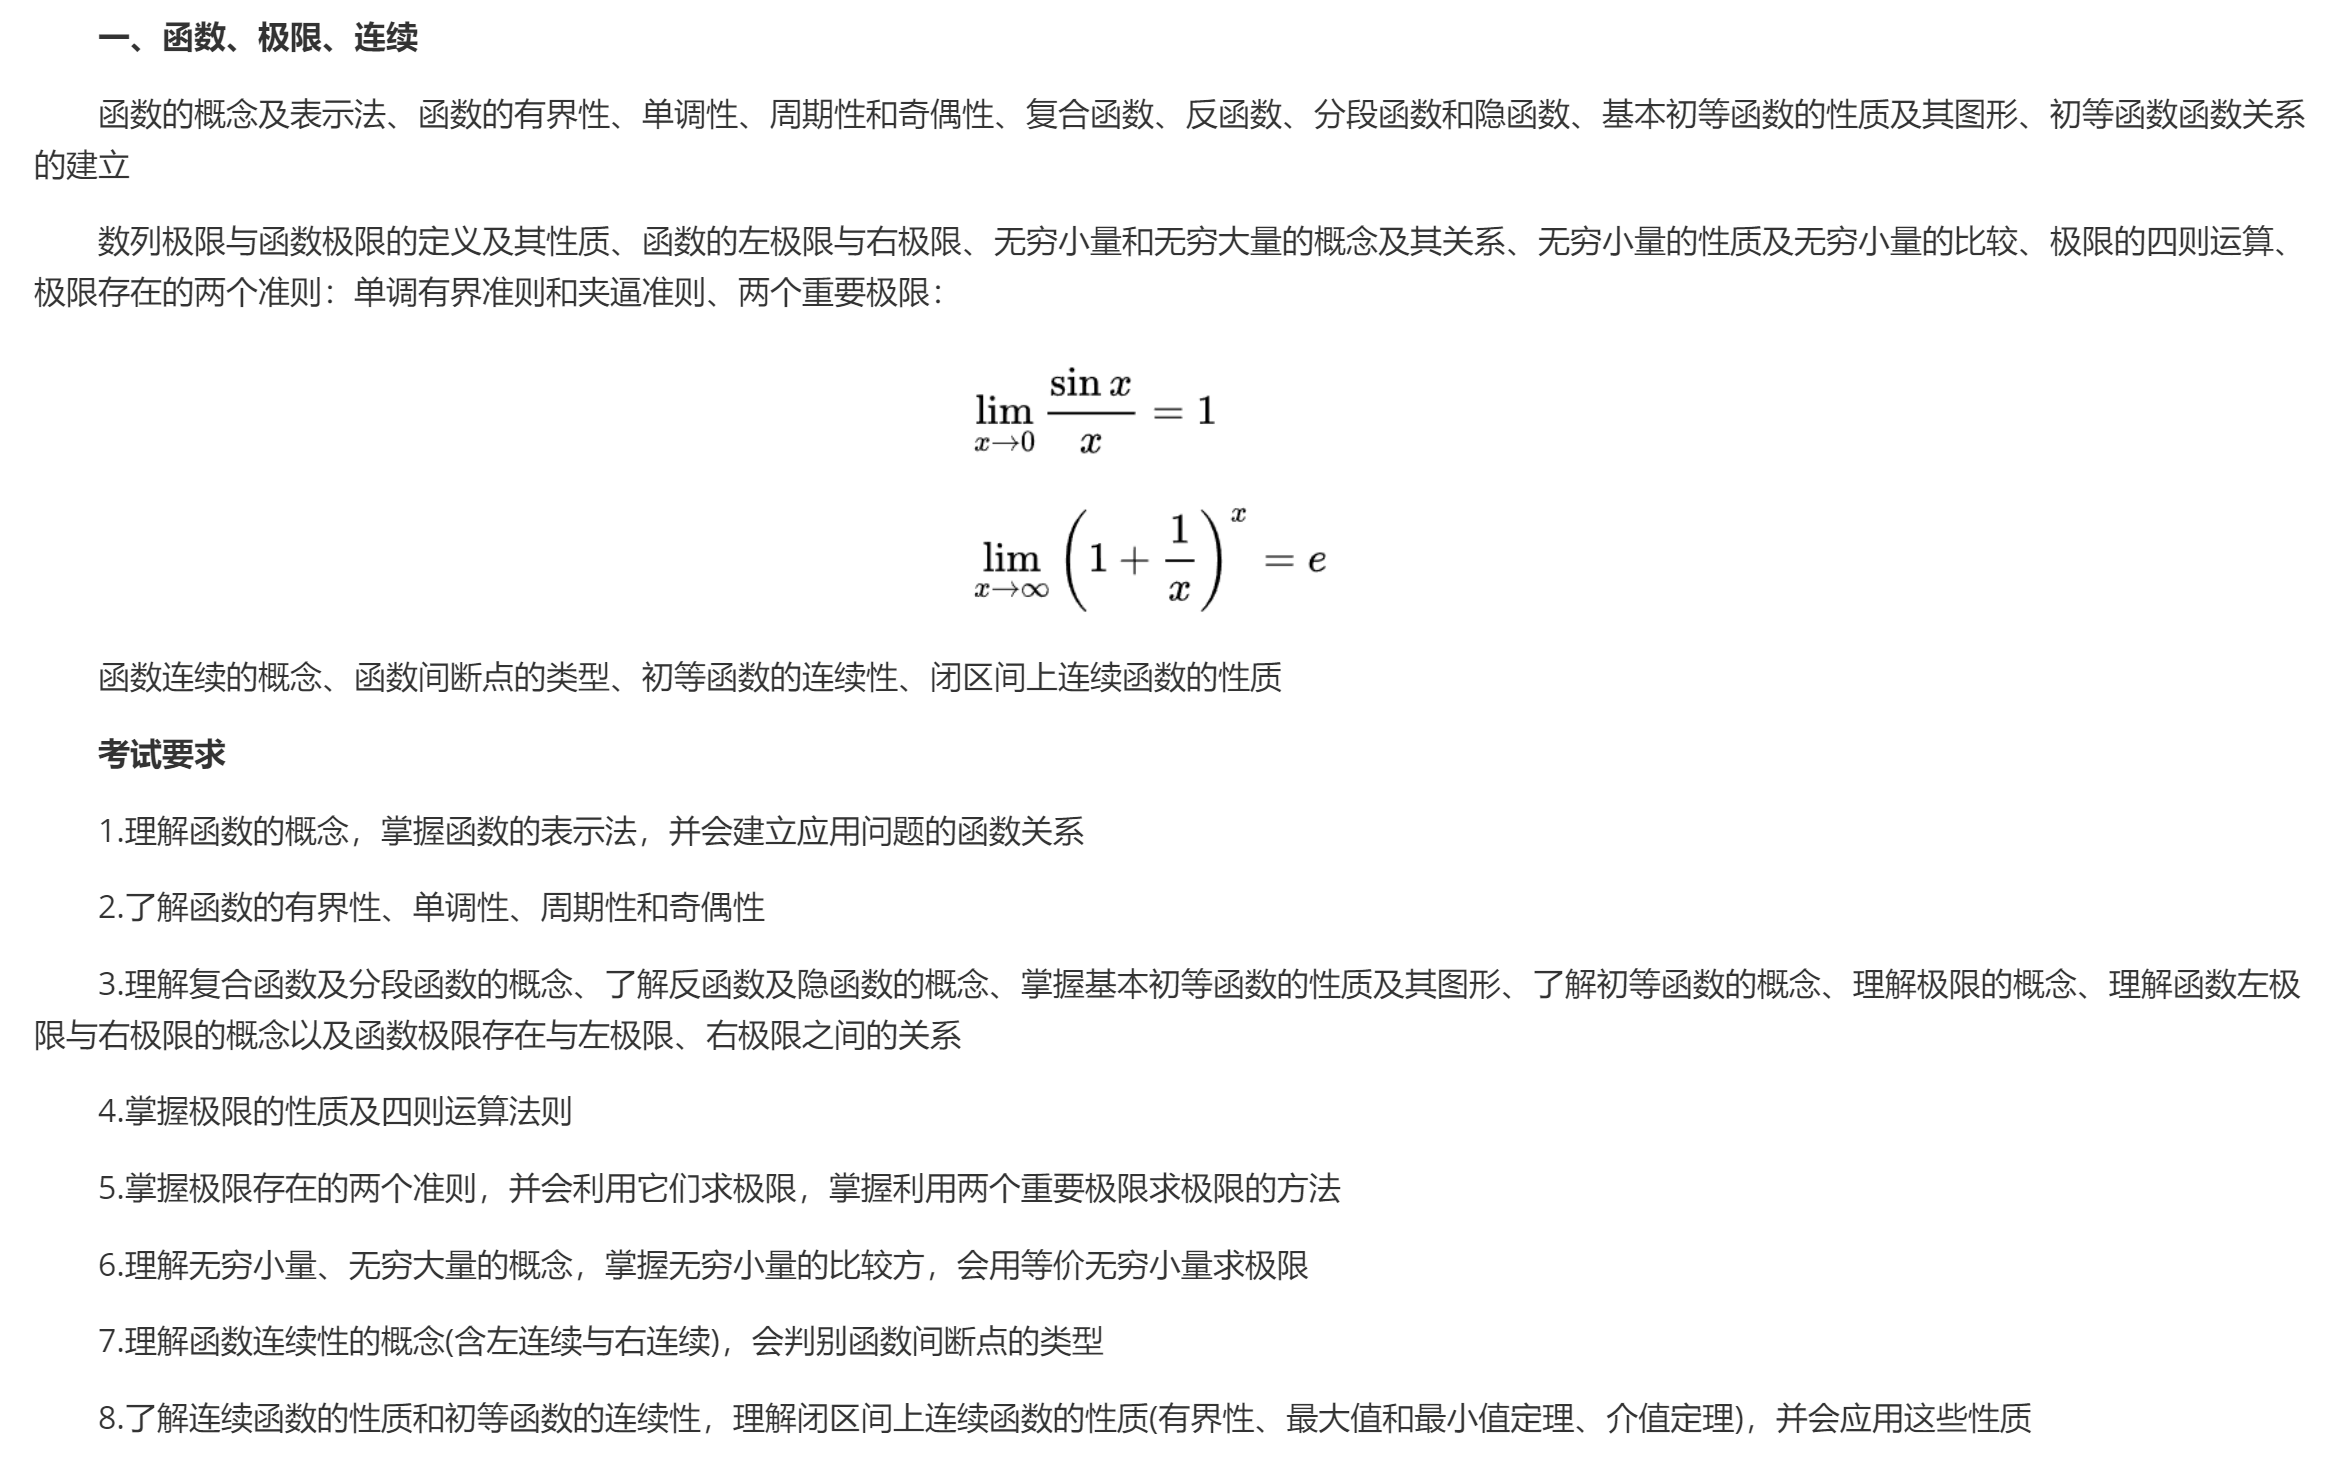 一、函数、极限、连续
函数的概念及表示法、函数的有界性、单调性、周期性和奇偶性、复合函数、反函数、分段函数和隐函数、基本初等函数的性质及其图形、初等函数函数关系
的建立
数列极限与函数极限的定义及其性质、函数的左极限与右极限、无穷小量和无穷大量的概念及其关系、无穷小量的性质及无穷小量的比较、极限的四则运算、
极限存在的两个准则：单调有界准则和夹逼准则、两个重要极限：
\lim_{x \to 0} \frac{\sin x}{x} = 1
\lim_{x \to \infty} \left(1 + \frac{1}{x}\right)^x = e
函数连续的概念、函数间断点的类型、初等函数的连续性、闭区间上连续函数的性质
考试要求
1.理解函数的概念，掌握函数的表示法，并会建立应用问题的函数关系
2.了解函数的有界性、单调性、周期性和奇偶性
3.理解复合函数及分段函数的概念、了解反函数及隐函数的概念、掌握基本初等函数的性质及其图形、了解初等函数的概念、理解极限的概念、理解函数左极
限与右极限的概念以及函数极限存在与左极限、右极限之间的关系
4.掌握极限的性质及四则运算法则
5.掌握极限存在的两个准则，并会利用它们求极限，掌握利用两个重要极限求极限的方法
6.理解无穷小量、无穷大量的概念，掌握无穷小量的比较方，会用等价无穷小量求极限
7.理解函数连续性的概念(含左连续与右连续)，会判别函数间断点的类型
8.了解连续函数的性质和初等函数的连续性，理解闭区间上连续函数的性质(有界性、最大值和最小值定理、介值定理)，并会应用这些性质